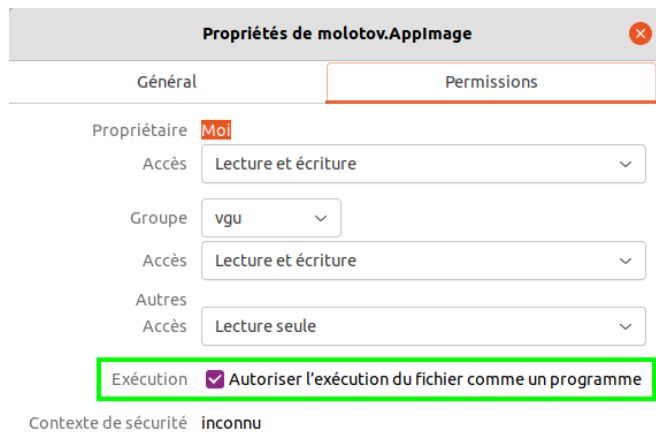 Propriétés de molotov.AppImage
Général Permissions
Propriétaire Moi
Accès Lecture et écriture
Groupe vgu
Accès Lecture et écriture
Autres
Accès Lecture seule
Exécution Autoriser l’exécution du fichier comme un programme
Contexte de sécurité inconnu